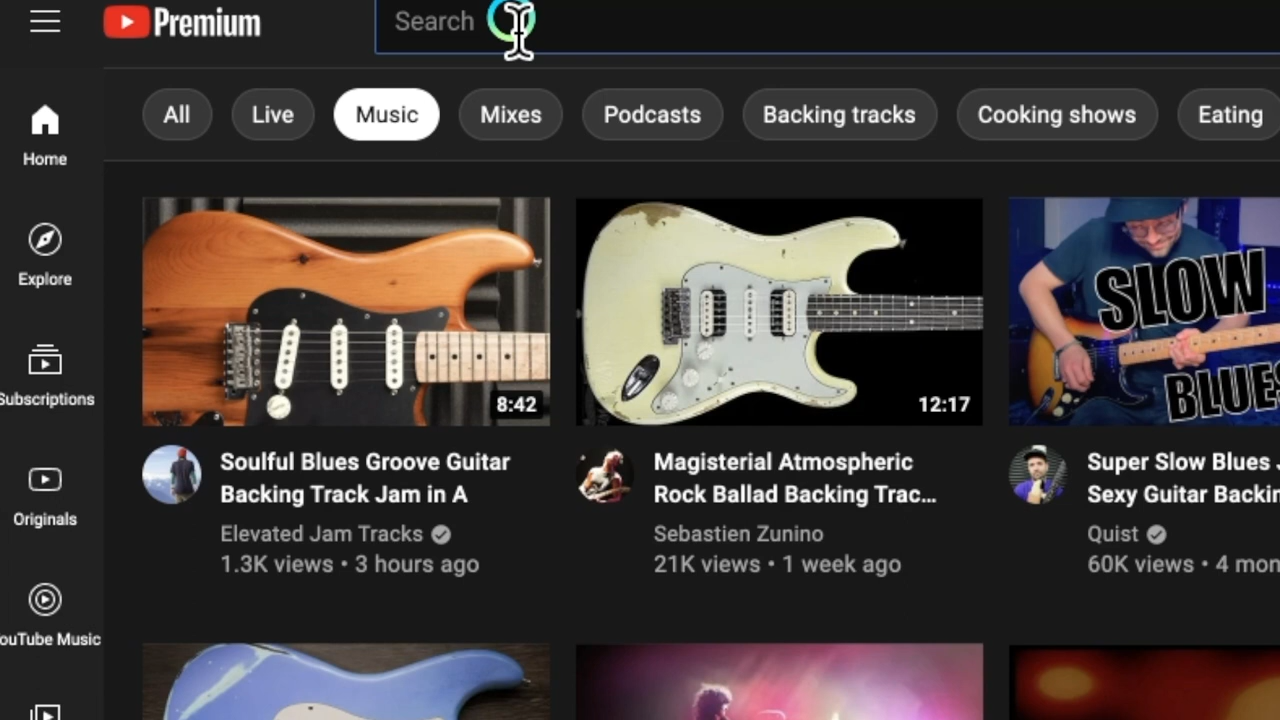 Premium
Search
All
Live
Music
Mixes
Podcasts
Backing tracks
Cooking shows
Eating
Home
Explore
Subscriptions
Originals
ouTube Music
8:42
Soulful Blues Groove Guitar
Backing Track Jam in A
Elevated Jam Tracks
1.3K views • 3 hours ago
12:17
Magisterial Atmospheric
Rock Ballad Backing Trac...
Sebastien Zunino
21K views • 1 week ago
SLOW
BLUES
Super Slow Blues
Sexy Guitar Backin
Quist
60K views • 4 mon